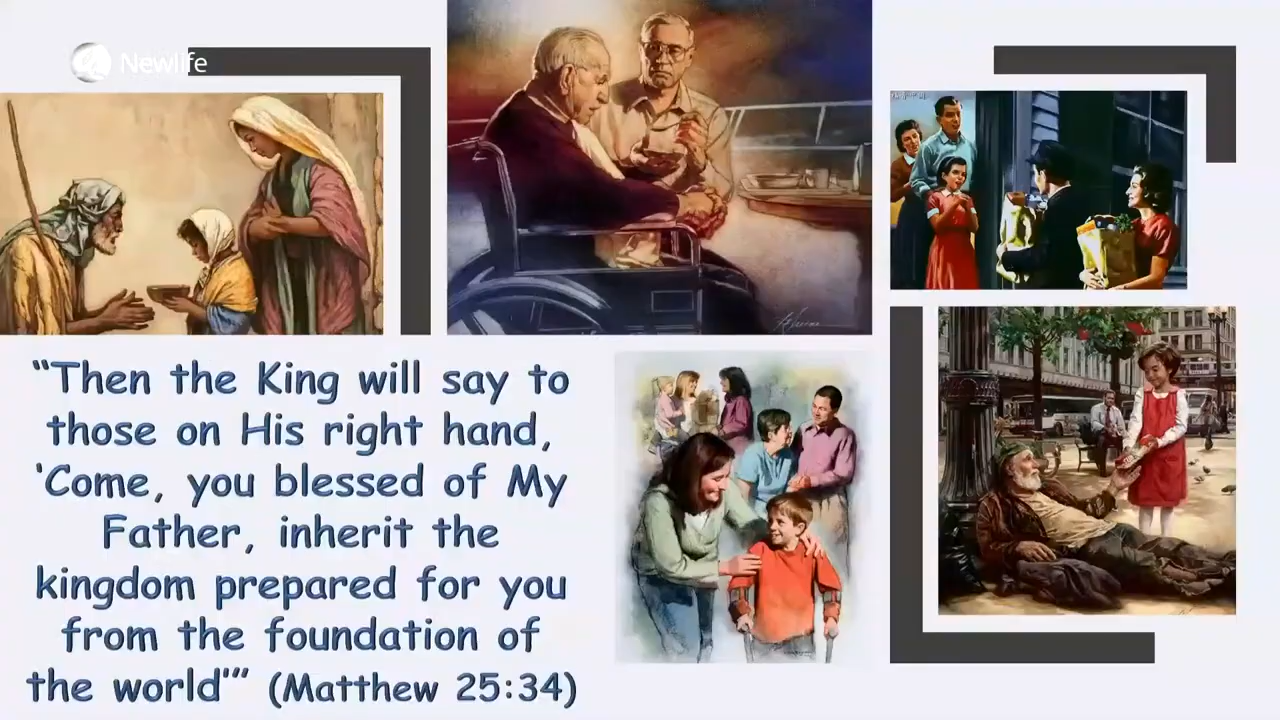 Newlife
“Then the King will say to
those on His right hand,
‘Come, you blessed of My
Father, inherit the
kingdom prepared for you
from the foundation of
the world’” (Matthew 25:34)